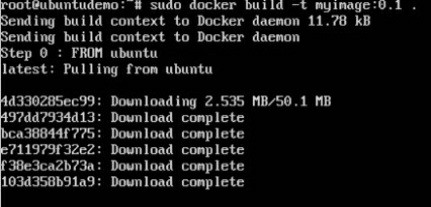 root@ubuntudemo:~# sudo docker build -t myimage:0.1 .
Sending build context to Docker daemon 11.78 kB
Sending build context to Docker daemon
Step 0 : FROM ubuntu
latest: Pulling from ubuntu
4d330285ec99: Downloading 2.535 MB/50.1 MB
497dd7934d13: Download complete
bca38844f775: Download complete
e711979f32e2: Download complete
f38e3ca2b73a: Download complete
103d358b91a9: Download complete